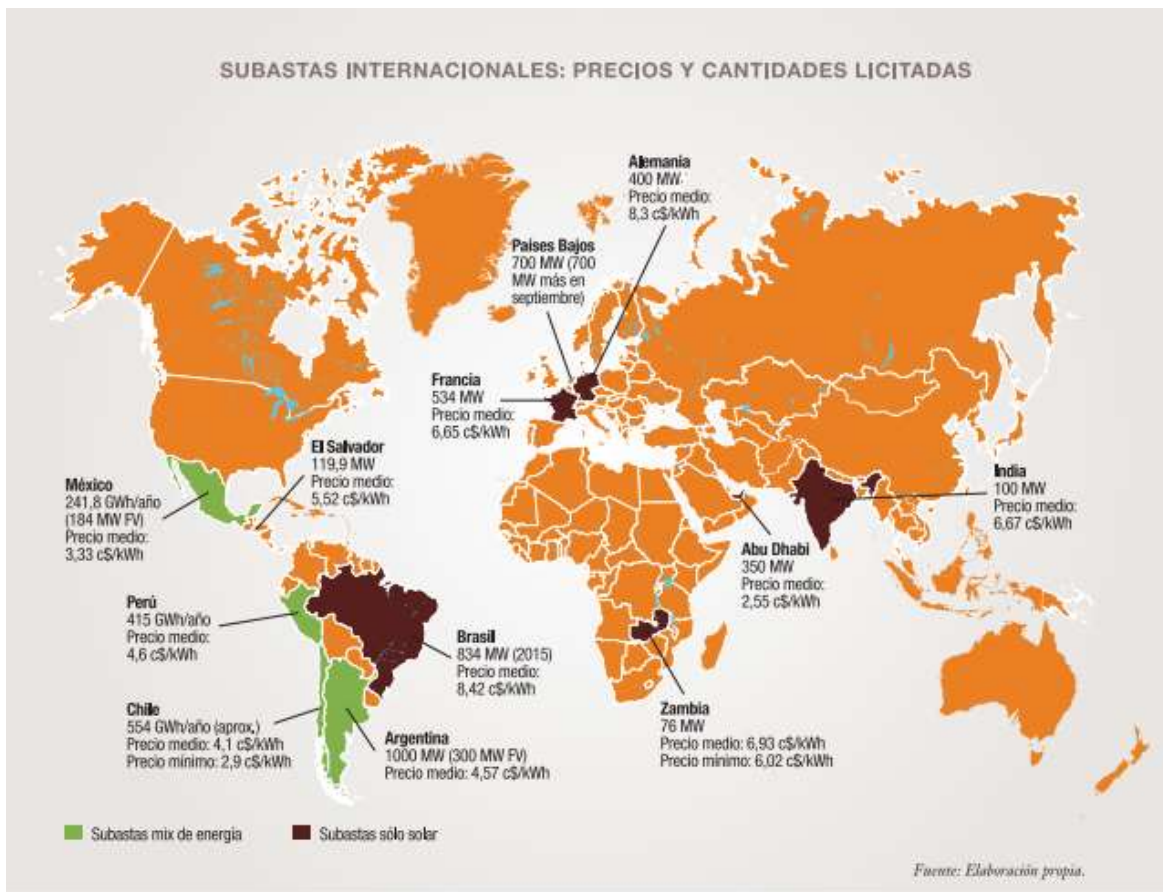 SUBASTAS INTERNACIONALES: PRECIOS Y CANTIDADES LICITADAS
Alemania
400 MW
Precio medio:
8,3 c$/kWh
Países Bajos
700 MW (700
MW más en
septiembre)
Francia
534 MW
Precio medio:
6,65 c$/kWh
El Salvador
119,9 MW
Precio medio:
5,52 c$/kWh
México
241,8 GWh/año
(184 MW FV)
Precio medio:
3,33 c$/kWh
India
100 MW
Precio medio:
6,67 c$/kWh
Abu Dhabi
350 MW
Precio medio:
2,55 c$/kWh
Perú
415 GWh/año
Precio medio:
4,6 c$/kWh
Brasil
834 MW (2015)
Precio medio:
8,42 c$/kWh
Chile
554 GWh/año (aprox.)
Precio medio: 4,1 c$/kWh
Precio mínimo: 2,9 c$/kWh
Argentina
1000 MW (300 MW FV)
Precio medio: 4,57 c$/kWh
Zambia
76 MW
Precio medio: 6,93 c$/kWh
Precio mínimo: 6,02 c$/kWh
Subastas mix de energía
Subastas sólo solar
Fuente: Elaboración propia.